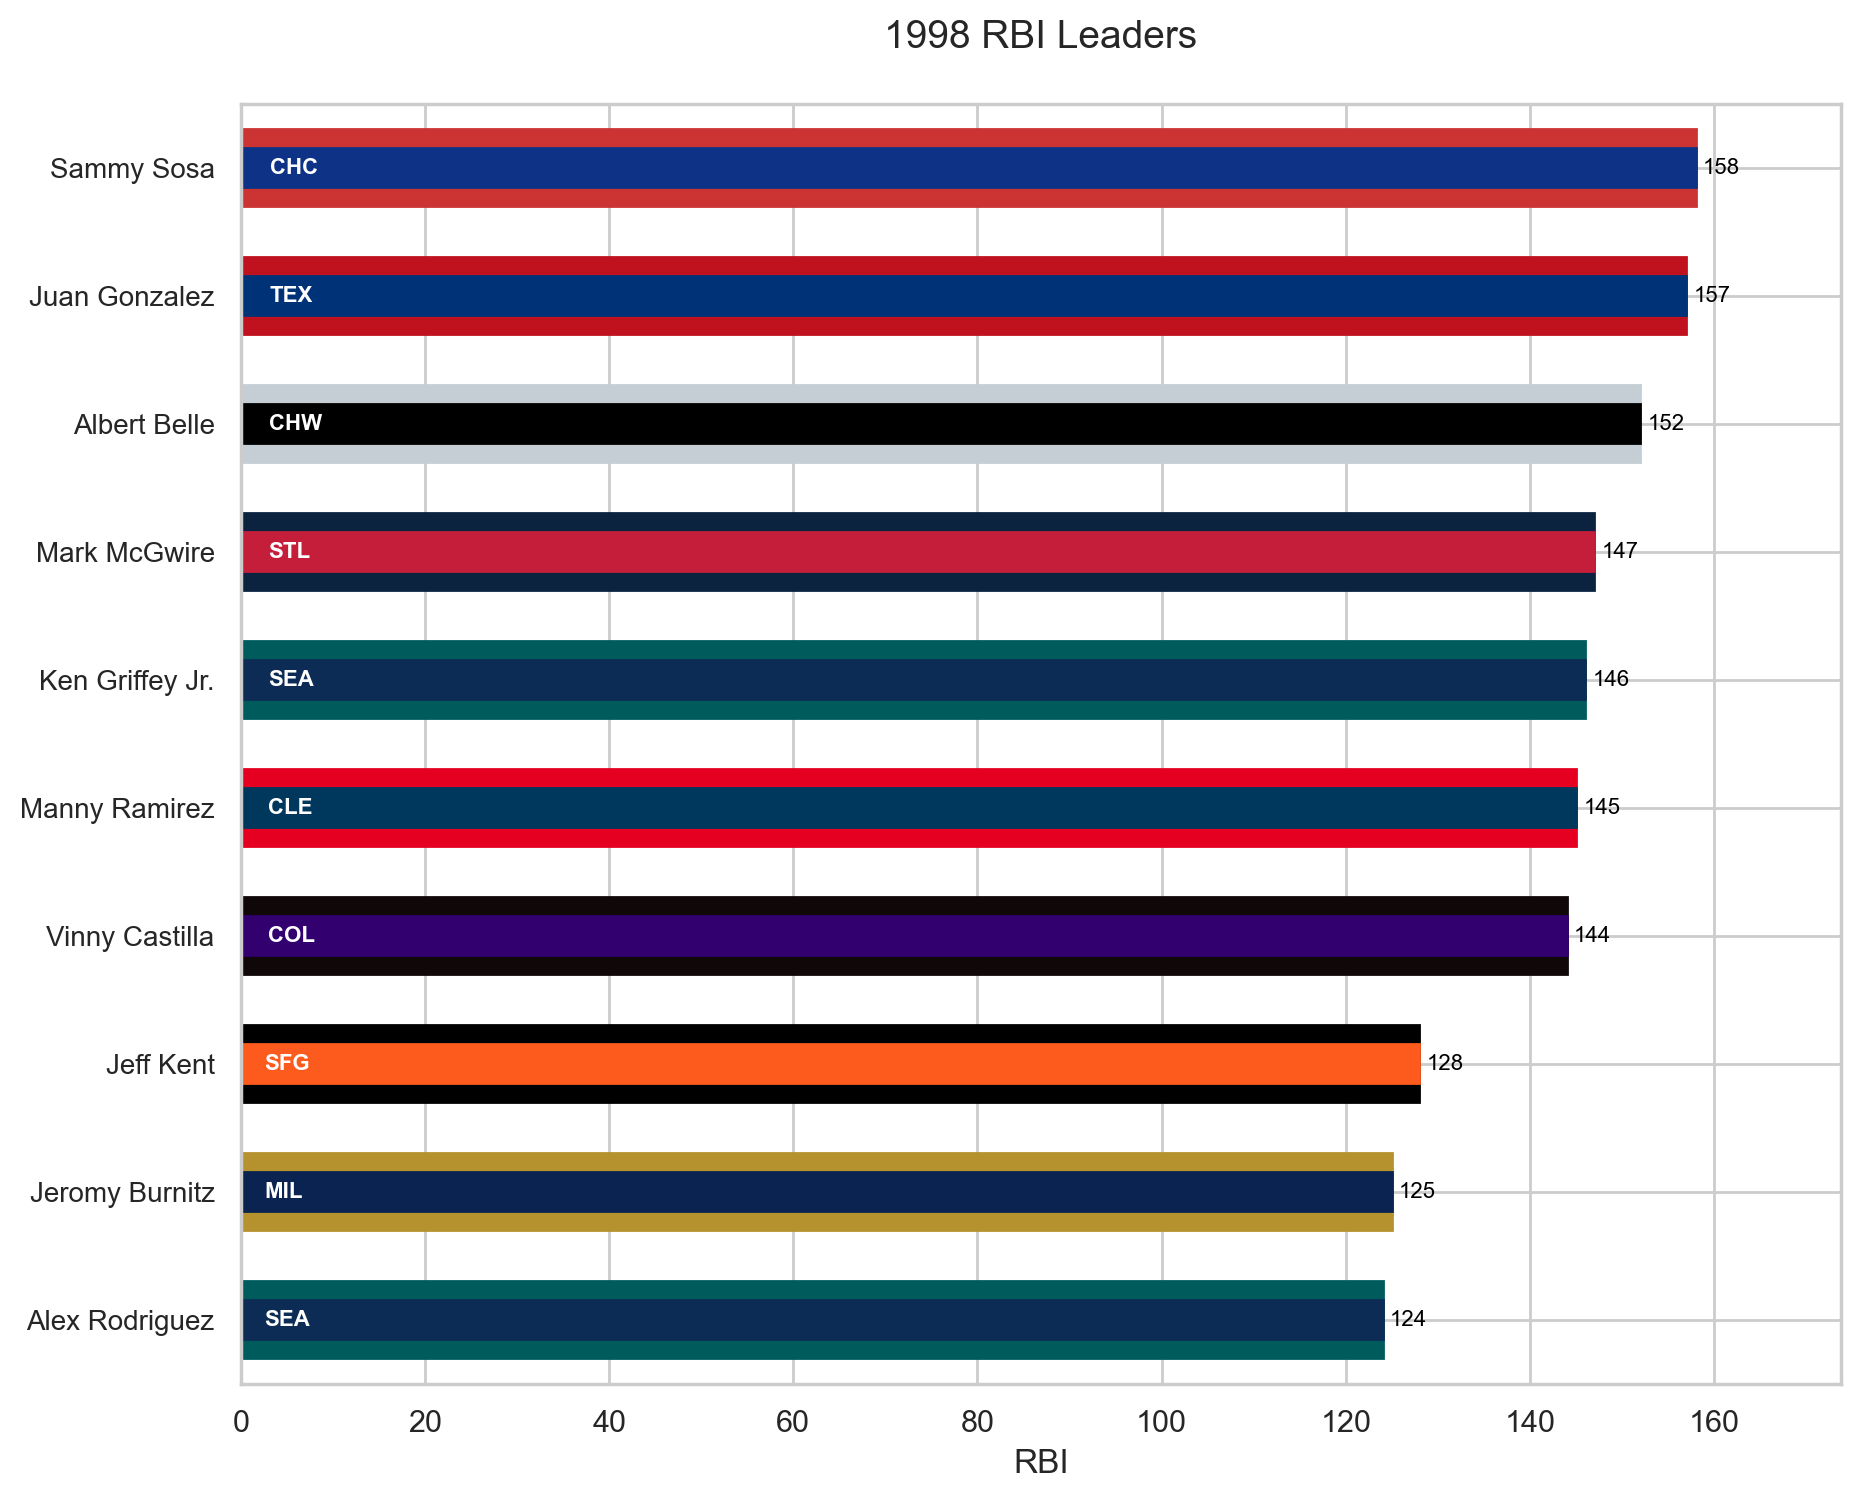 1998 RBI Leaders
Sammy Sosa CHC 158
Juan Gonzalez TEX 157
Albert Belle CHW 152
Mark McGwire STL 147
Ken Griffey Jr. SEA 146
Manny Ramirez CLE 145
Vinny Castilla COL 144
Jeff Kent SFG 128
Jeromy Burnitz MIL 125
Alex Rodriguez SEA 124
0 20 40 60 80 100 120 140 160
RBI